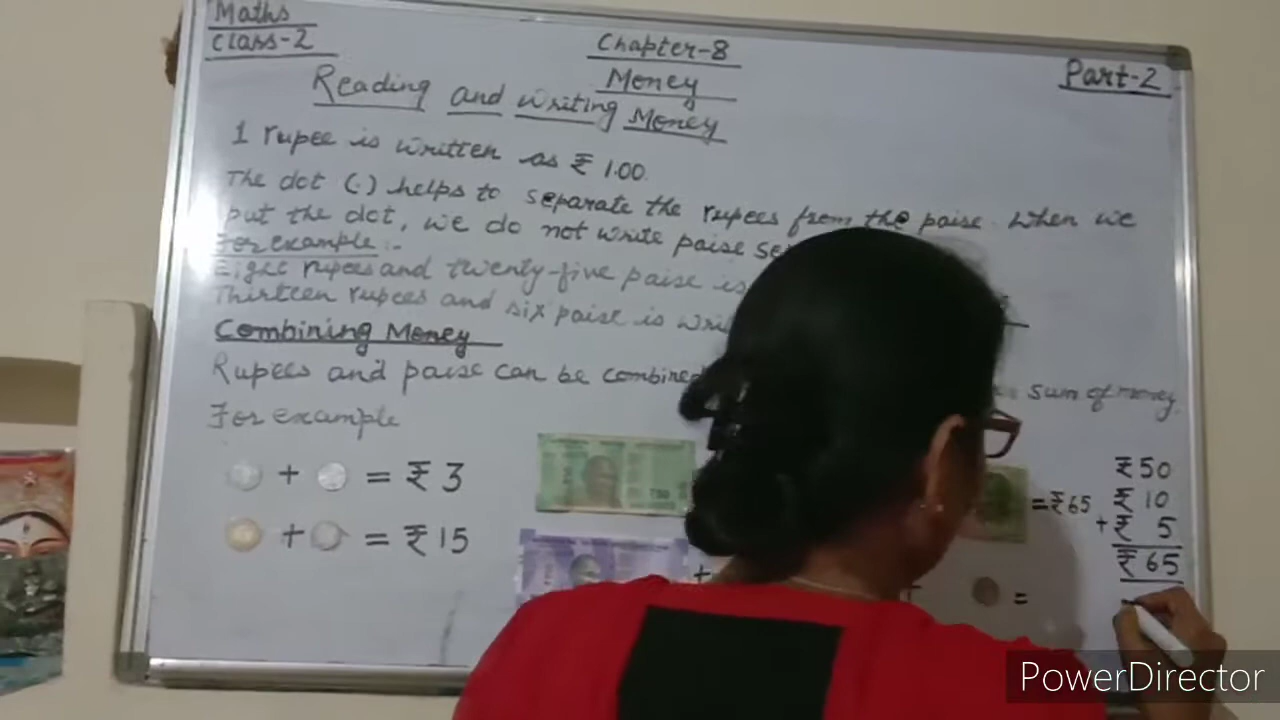 Maths
Class-2
Chapter-8
Money
Part-2
Reading and writing Money
1 rupee is written as ₹ 1.00.
The dot (.) helps to separate the rupees from the paise. When we
put the dot, we do not write paise
For example :-
Eight rupees and twenty-five paise is
Thirteen rupees and six paise is
Combining Money
Rupees and paise can be combined sum of money.
For example
+ = ₹ 3
+ = ₹ 15
= ₹65
+ + =
₹ 50
₹ 10
+ ₹ 5
₹ 65
PowerDirector